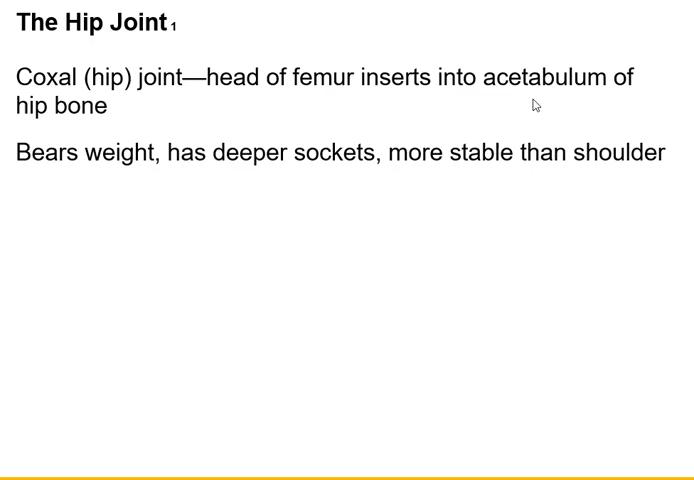 The Hip Joint 1
Coxal (hip) joint—head of femur inserts into acetabulum of
hip bone
Bears weight, has deeper sockets, more stable than shoulder